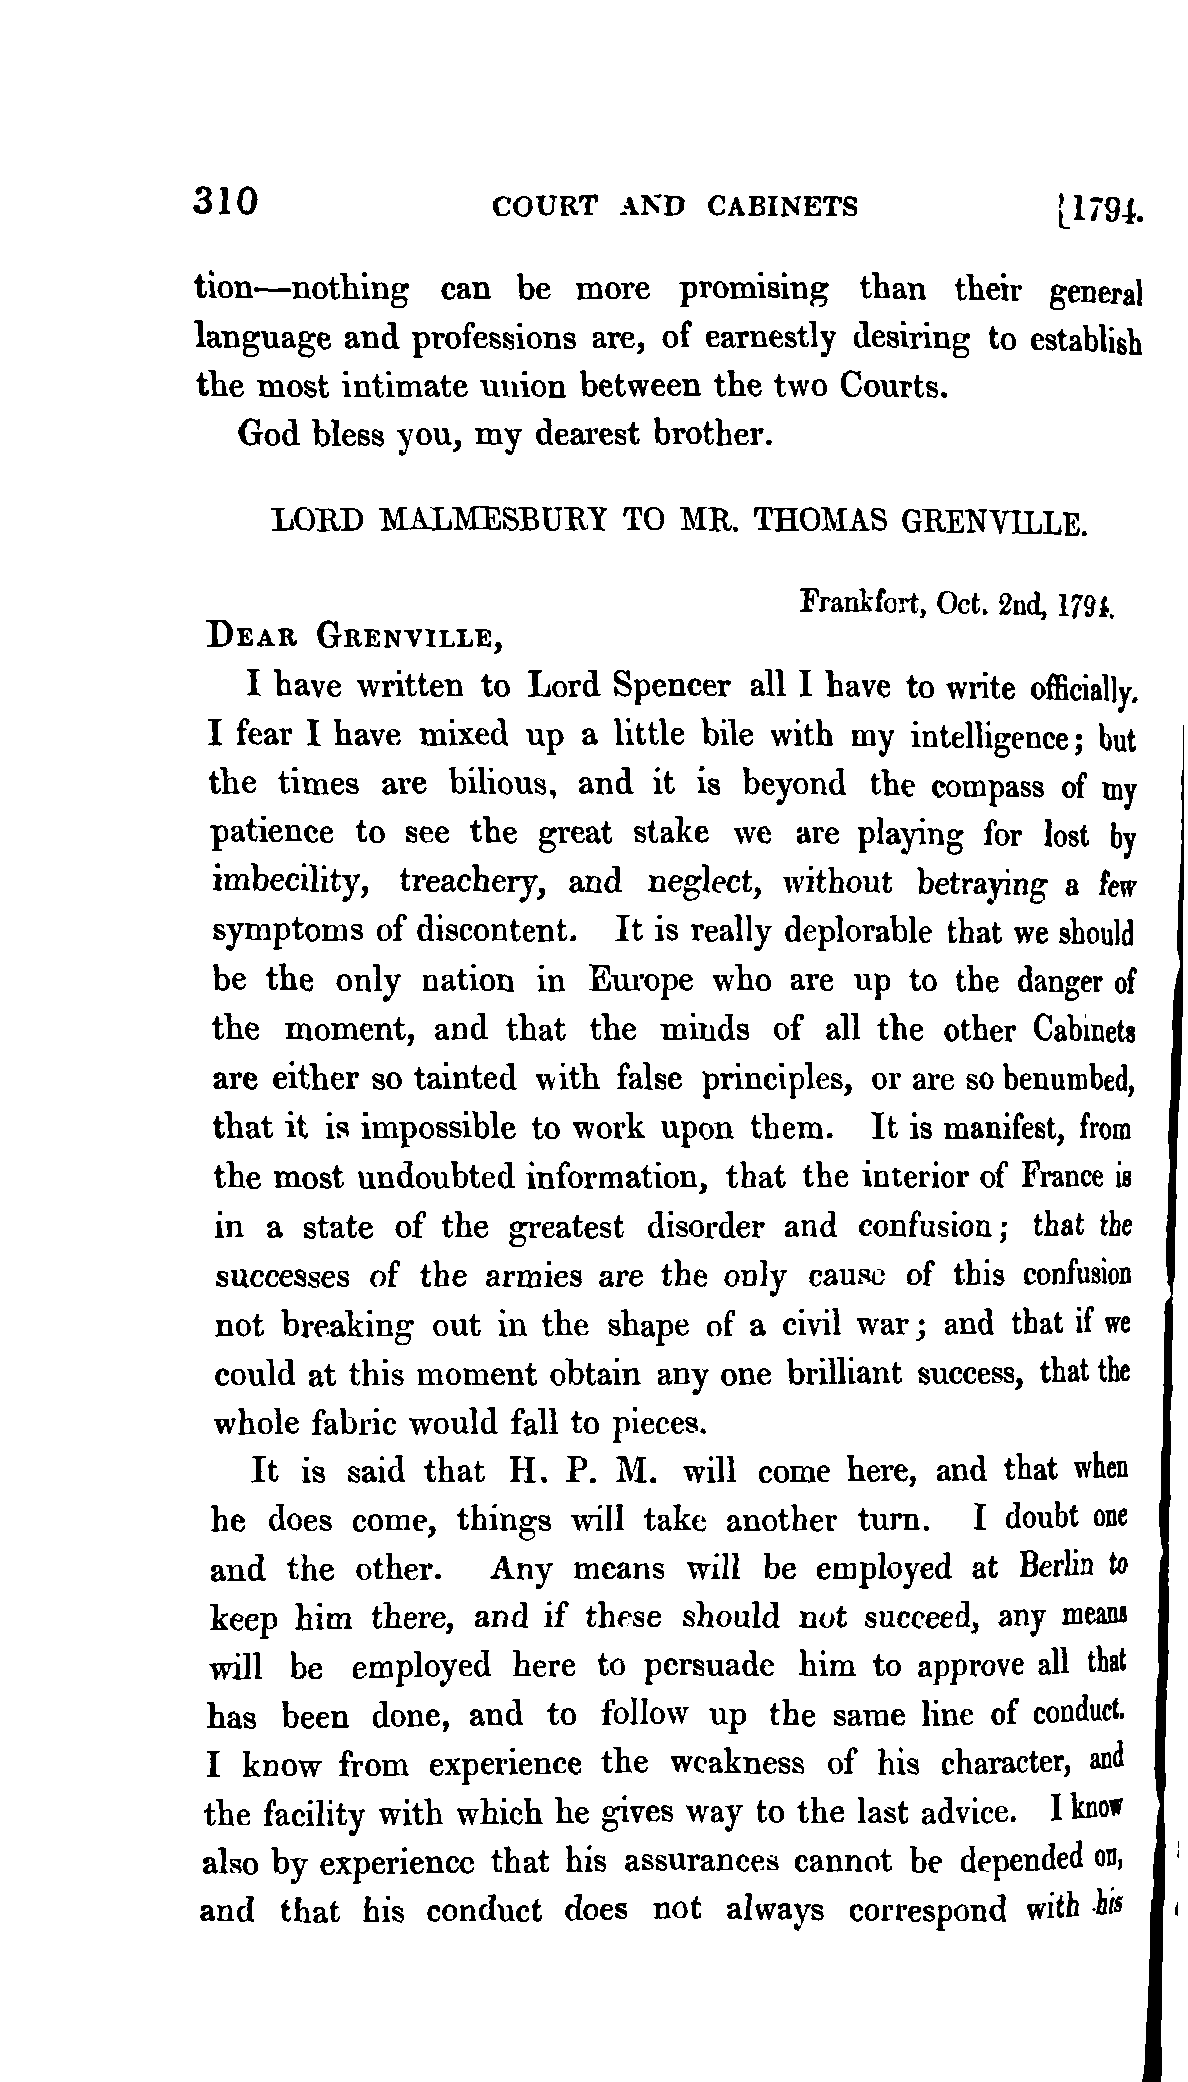 310 COURT AND CABINETS [1794.
tion—nothing can be more promising than their general
language and professions are, of earnestly desiring to establish
the most intimate union between the two Courts.
God bless you, my dearest brother.
LORD MALMESBURY TO MR. THOMAS GRENVILLE.
Frankfort, Oct. 2nd, 1794.
DEAR GRENVILLE,
I have written to Lord Spencer all I have to write officially.
I fear I have mixed up a little bile with my intelligence; but
the times are bilious, and it is beyond the compass of my
patience to see the great stake we are playing for lost by
imbecility, treachery, and neglect, without betraying a few
symptoms of discontent. It is really deplorable that we should
be the only nation in Europe who are up to the danger of
the moment, and that the minds of all the other Cabinets
are either so tainted with false principles, or are so benumbed,
that it is impossible to work upon them. It is manifest, from
the most undoubted information, that the interior of France is
in a state of the greatest disorder and confusion; that the
successes of the armies are the only cause of this confusion
not breaking out in the shape of a civil war; and that if we
could at this moment obtain any one brilliant success, that the
whole fabric would fall to pieces.
It is said that H. P. M. will come here, and that when
he does come, things will take another turn. I doubt one
and the other. Any means will be employed at Berlin to
keep him there, and if these should not succeed, any means
will be employed here to persuade him to approve all that
has been done, and to follow up the same line of conduct.
I know from experience the weakness of his character, and
the facility with which he gives way to the last advice. I know
also by experience that his assurances cannot be depended on,
and that his conduct does not always correspond with his